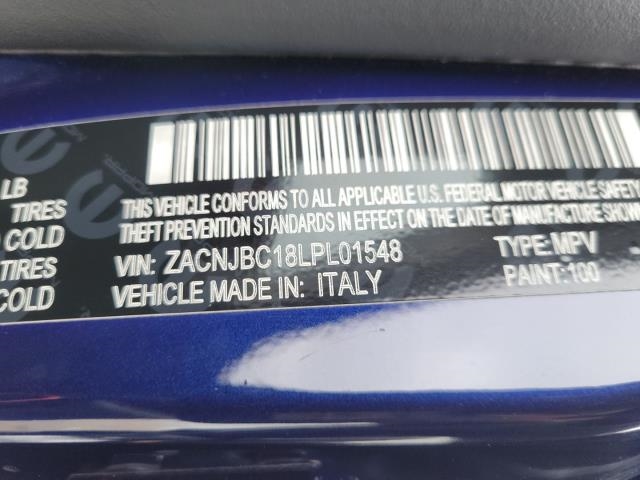 LB
TIRES
COLD
TIRES
COLD
THIS VEHICLE CONFORMS TO ALL APPLICABLE U.S. FEDERAL MOTOR VEHICLE SAFETY
THEFT PREVENTION STANDARDS IN EFFECT ON THE DATE OF MANUFACTURE SHOWN
VIN: ZACNJBC18LPL01548 TYPE: MPV
VEHICLE MADE IN: ITALY PAINT: 100